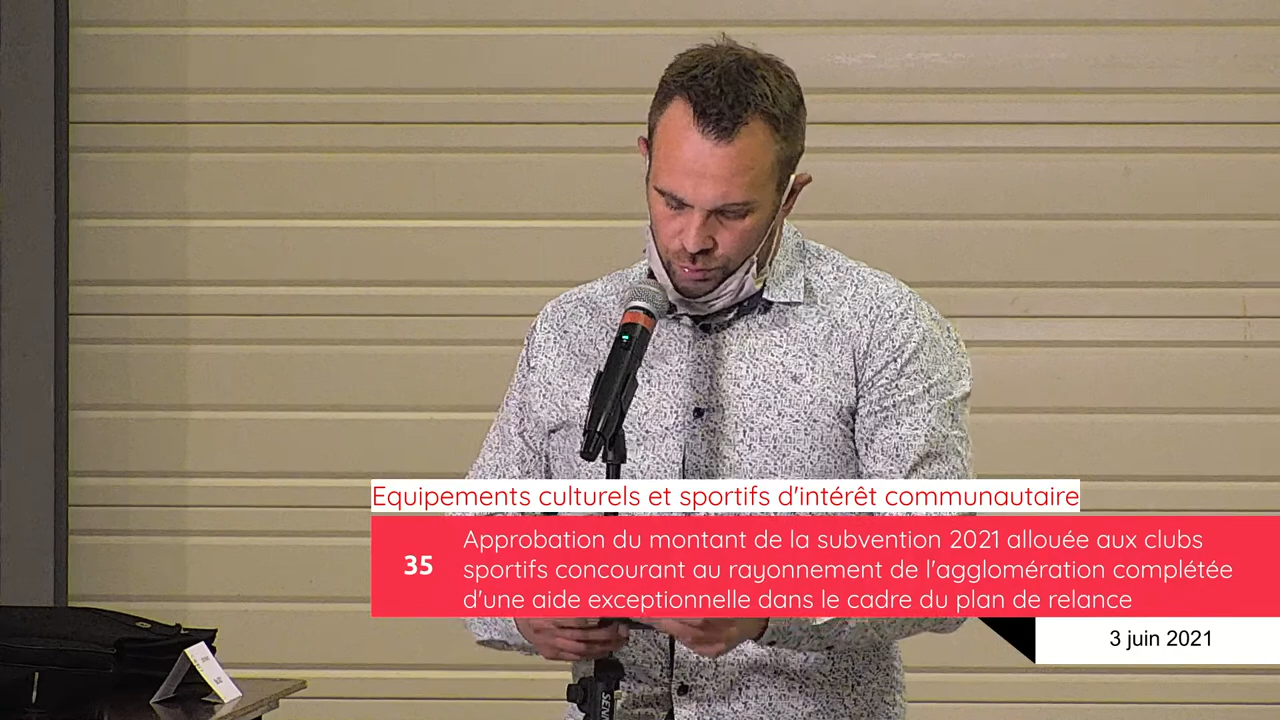 Equipements culturels et sportifs d'intérêt communautaire
35
Approbation du montant de la subvention 2021 allouée aux clubs
sportifs concourant au rayonnement de l'agglomération complétée
d'une aide exceptionnelle dans le cadre du plan de relance
3 juin 2021